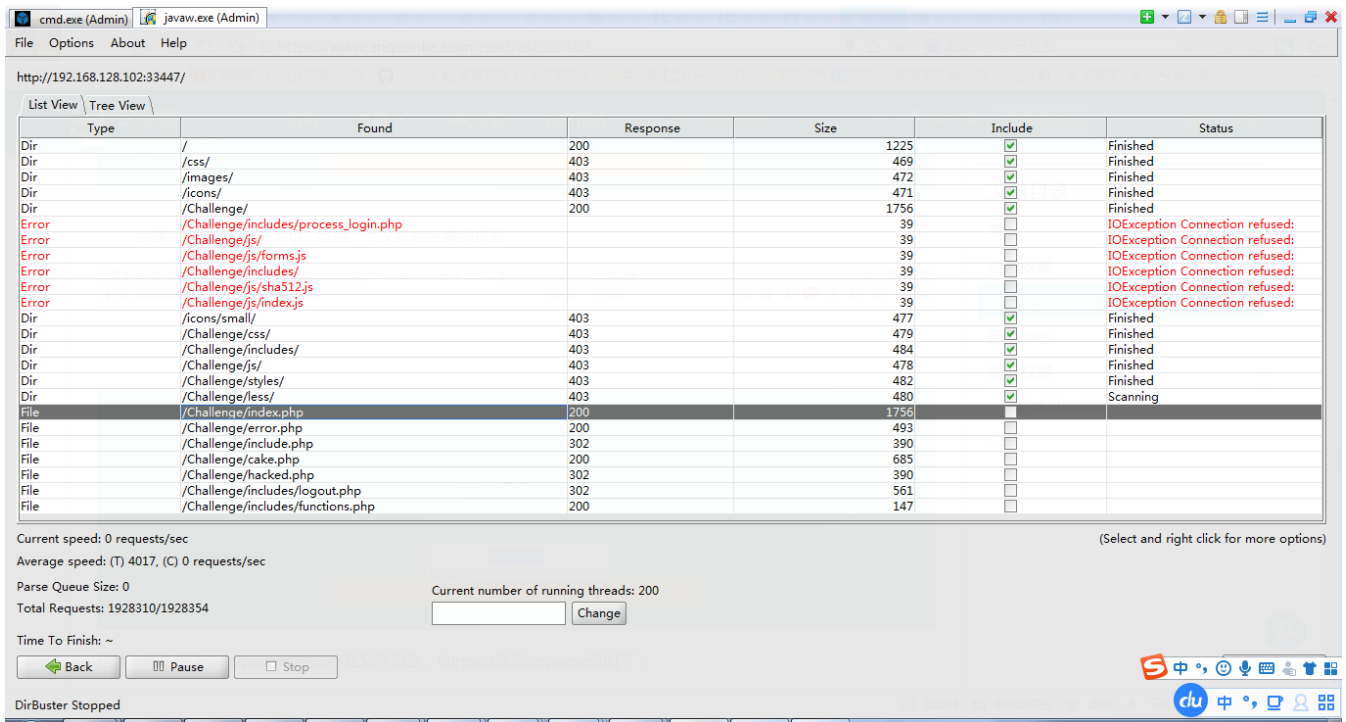 cmd.exe (Admin) javaw.exe (Admin)
File Options About Help
http://192.168.128.102:33447/
List View Tree View
Type Found Response Size Include Status
Dir / 200 1225 Finished
Dir /css/ 403 469 Finished
Dir /images/ 403 472 Finished
Dir /icons/ 403 471 Finished
Dir /Challenge/ 200 1756 Finished
Error /Challenge/includes/process_login.php 39 IOException Connection refused:
Error /Challenge/js/ 39 IOException Connection refused:
Error /Challenge/js/forms.js 39 IOException Connection refused:
Error /Challenge/includes/ 39 IOException Connection refused:
Error /Challenge/js/sha512.js 39 IOException Connection refused:
Error /Challenge/js/index.js 39 IOException Connection refused:
Dir /icons/small/ 403 477 Finished
Dir /Challenge/css/ 403 479 Finished
Dir /Challenge/includes/ 403 484 Finished
Dir /Challenge/js/ 403 478 Finished
Dir /Challenge/styles/ 403 482 Finished
Dir /Challenge/less/ 403 480 Scanning
File /Challenge/index.php 200 1756
File /Challenge/error.php 200 493
File /Challenge/include.php 302 390
File /Challenge/cake.php 200 685
File /Challenge/hacked.php 302 390
File /Challenge/includes/logout.php 302 561
File /Challenge/includes/functions.php 200 147
Current speed: 0 requests/sec (Select and right click for more options)
Average speed: (T) 4017, (C) 0 requests/sec
Parse Queue Size: 0
Current number of running threads: 200
Total Requests: 1928310/1928354
Change
Time To Finish: ~
Back Pause Stop
中
DirBuster Stopped
du 中